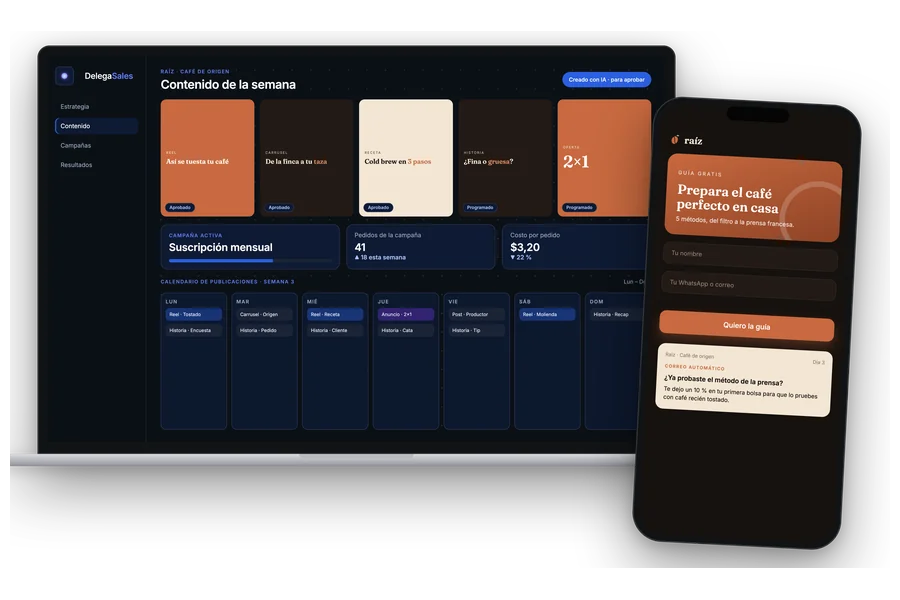 DelegaSales
Estrategia
Contenido
Campañas
Resultados
RAÍZ · CAFÉ DE ORIGEN
Contenido de la semana
Creado con IA · para aprobar
REEL
Así se tuesta tu café
Aprobado
CARRUSEL
De la finca a tu taza
Aprobado
RECETA
Cold brew en 3 pasos
Aprobado
HISTORIA
¿Fina o gruesa?
Programado
OFERTA
2×1
Programado
CAMPAÑA ACTIVA
Suscripción mensual
Pedidos de la campaña
41
▲ 18 esta semana
Costo por pedido
$3,20
▼ 22 %
CALENDARIO DE PUBLICACIONES · SEMANA 3
Lun – D
LUN
Reel · Tostado
Historia · Encuesta
MAR
Carrusel · Origen
Historia · Pedido
MIÉ
Reel · Receta
Historia · Cliente
JUE
Anuncio · 2×1
Historia · Cata
VIE
Post · Productor
Historia · Tip
SÁB
Reel · Molienda
DOM
Historia · Recap
raíz
GUÍA GRATIS
Prepara el café
perfecto en casa
5 métodos, del filtro a la prensa francesa.
Tu nombre
Tu WhatsApp o correo
Quiero la guía
Raíz · Café de origen
Día 3
CORREO AUTOMÁTICO
¿Ya probaste el método de la prensa?
Te dejo un 10 % en tu primera bolsa para que lo pruebes
con café recién tostado.